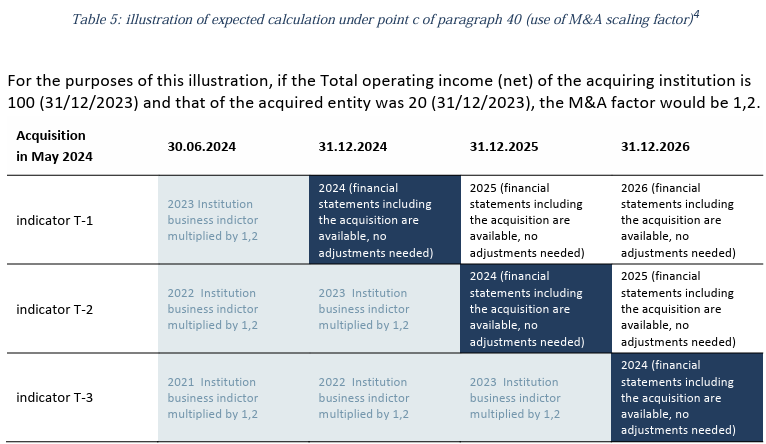 Table 5: illustration of expected calculation under point c of paragraph 40 (use of M&A scaling factor)4
For the purposes of this illustration, if the Total operating income (net) of the acquiring institution is
100 (31/12/2023) and that of the acquired entity was 20 (31/12/2023), the M&A factor would be 1,2.
Acquisition
in May 2024
30.06.2024
31.12.2024
31.12.2025
31.12.2026
indicator T-1
2023 Institution
business indictor
multiplied by 1,2
2024 (financial
statements including
the acquisition are
available, no
adjustments needed)
2025 (financial
statements including
the acquisition are
available, no
adjustments needed)
2026 (financial
statements including
the acquisition are
available, no
adjustments needed)
indicator T-2
2022 Institution
business indictor
multiplied by 1,2
2023 Institution
business indictor
multiplied by 1,2
2024 (financial
statements including
the acquisition are
available, no
adjustments needed)
2025 (financial
statements including
the acquisition are
available, no
adjustments needed)
indicator T-3
2021 Institution
business indictor
multiplied by 1,2
2022 Institution
business indictor
multiplied by 1,2
2023 Institution
business indictor
multiplied by 1,2
2024 (financial
statements including
the acquisition are
available, no
adjustments needed)